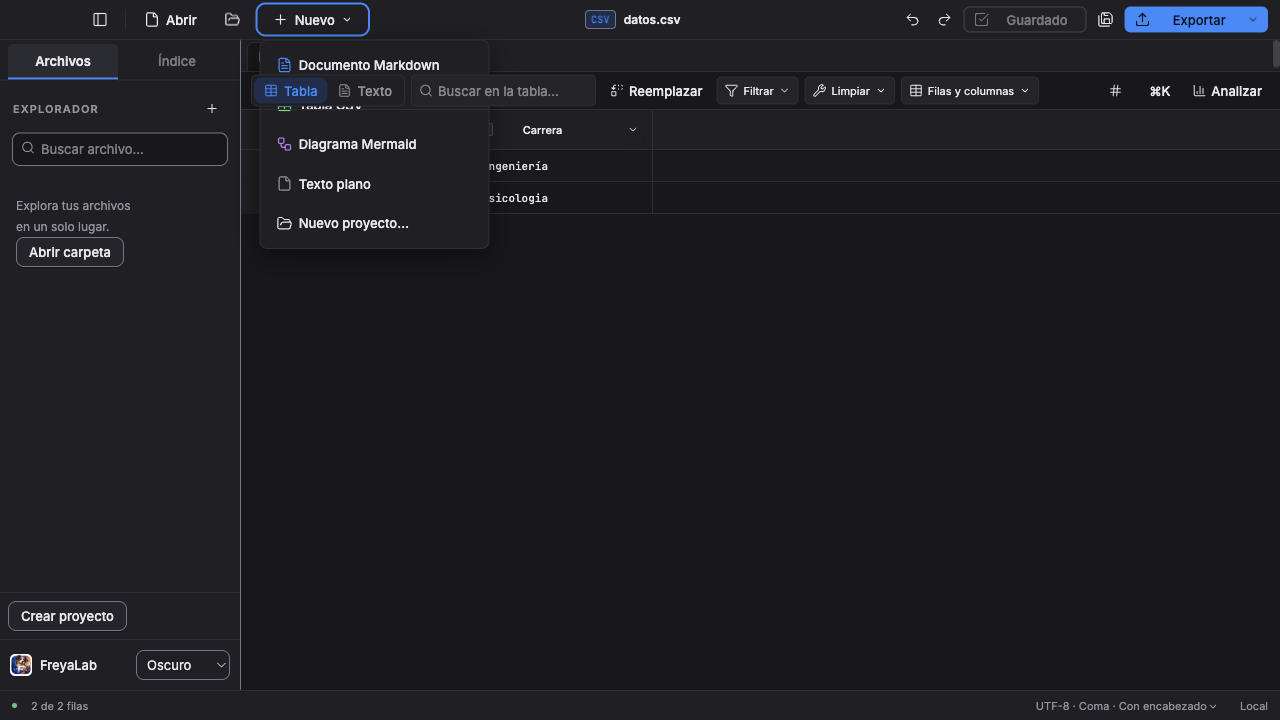 Abrir
Nuevo
CSV datos.csv
Guardado
Exportar
Archivos
Índice
EXPLORADOR
Buscar archivo...
Explora tus archivos
en un solo lugar.
Abrir carpeta
Documento Markdown
Tabla
Texto
Buscar en la tabla...
Reemplazar
Filtrar
Limpiar
Filas y columnas
#
⌘K
Analizar
Tabla CSV
Diagrama Mermaid
Texto plano
Nuevo proyecto...
Carrera
ngeniería
sicologia
Crear proyecto
FreyaLab
Oscuro
2 de 2 filas
UTF-8 · Coma · Con encabezado
Local